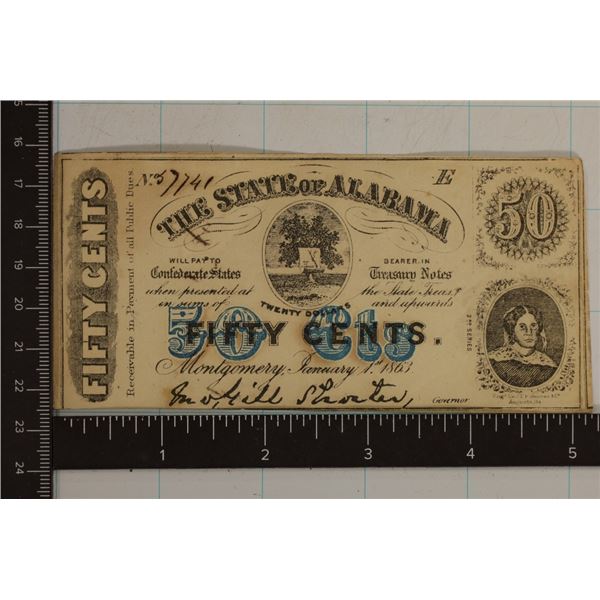 FIFTY CENTS
Receivable in Payment of all Public Dues.
No. 57741
E
THE STATE OF ALABAMA
50
WILL PAY TO BEARER, IN
Confederate States Treasury Notes
when presented at the State Treasy
in sums of and upwards
TWENTY DOLLARS
50 Cts
FIFTY CENTS.
2ND SERIES
Montgomery, January 1st 1863
Jno Gill Shorter, Governor
15
16
17
18
19
20
21
22
23
24
1 2 3 4 5